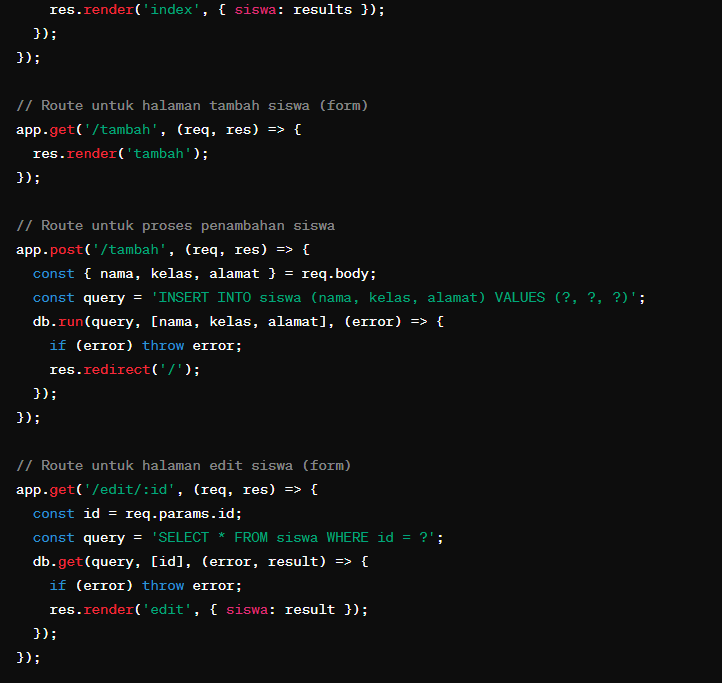 res.render('index', { siswa: results });
  });
});

// Route untuk halaman tambah siswa (form)
app.get('/tambah', (req, res) => {
  res.render('tambah');
});

// Route untuk proses penambahan siswa
app.post('/tambah', (req, res) => {
  const { nama, kelas, alamat } = req.body;
  const query = 'INSERT INTO siswa (nama, kelas, alamat) VALUES (?, ?, ?)';
  db.run(query, [nama, kelas, alamat], (error) => {
    if (error) throw error;
    res.redirect('/');
  });
});

// Route untuk halaman edit siswa (form)
app.get('/edit/:id', (req, res) => {
  const id = req.params.id;
  const query = 'SELECT * FROM siswa WHERE id = ?';
  db.get(query, [id], (error, result) => {
    if (error) throw error;
    res.render('edit', { siswa: result });
  });
});